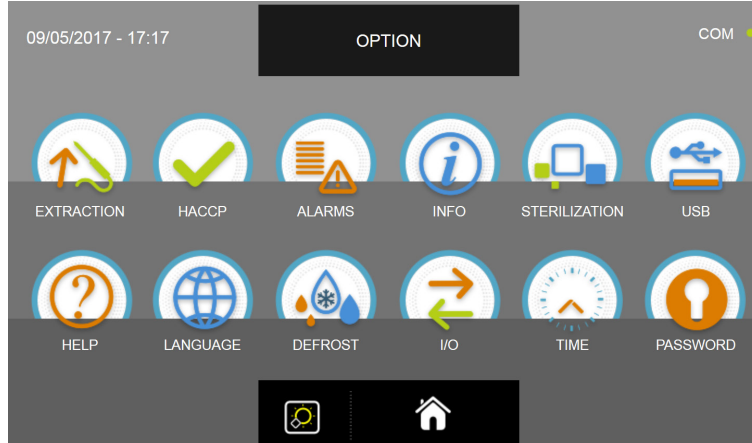 09/05/2017 - 17:17
OPTION
COM
EXTRACTION
HACCP
ALARMS
INFO
STERILIZATION
USB
HELP
LANGUAGE
DEFROST
I/O
TIME
PASSWORD